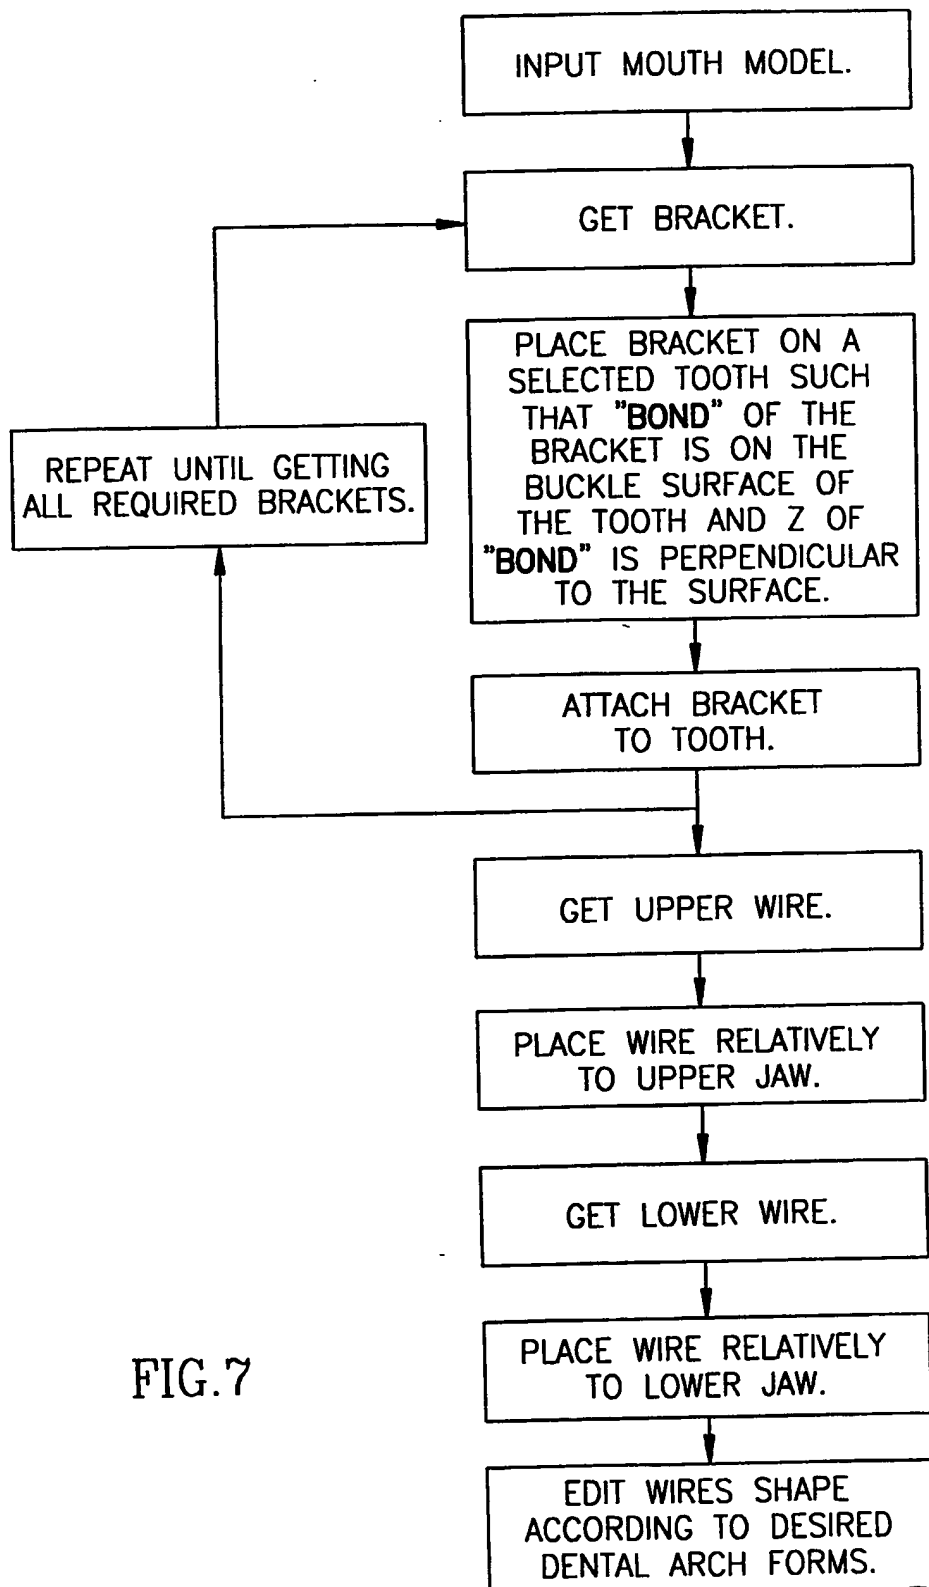 INPUT MOUTH MODEL.
GET BRACKET.
PLACE BRACKET ON A
SELECTED TOOTH SUCH
THAT "BOND" OF THE
BRACKET IS ON THE
BUCKLE SURFACE OF
THE TOOTH AND Z OF
"BOND" IS PERPENDICULAR
TO THE SURFACE.
REPEAT UNTIL GETTING
ALL REQUIRED BRACKETS.
ATTACH BRACKET
TO TOOTH.
GET UPPER WIRE.
PLACE WIRE RELATIVELY
TO UPPER JAW.
GET LOWER WIRE.
PLACE WIRE RELATIVELY
TO LOWER JAW.
EDIT WIRES SHAPE
ACCORDING TO DESIRED
DENTAL ARCH FORMS.
FIG.7